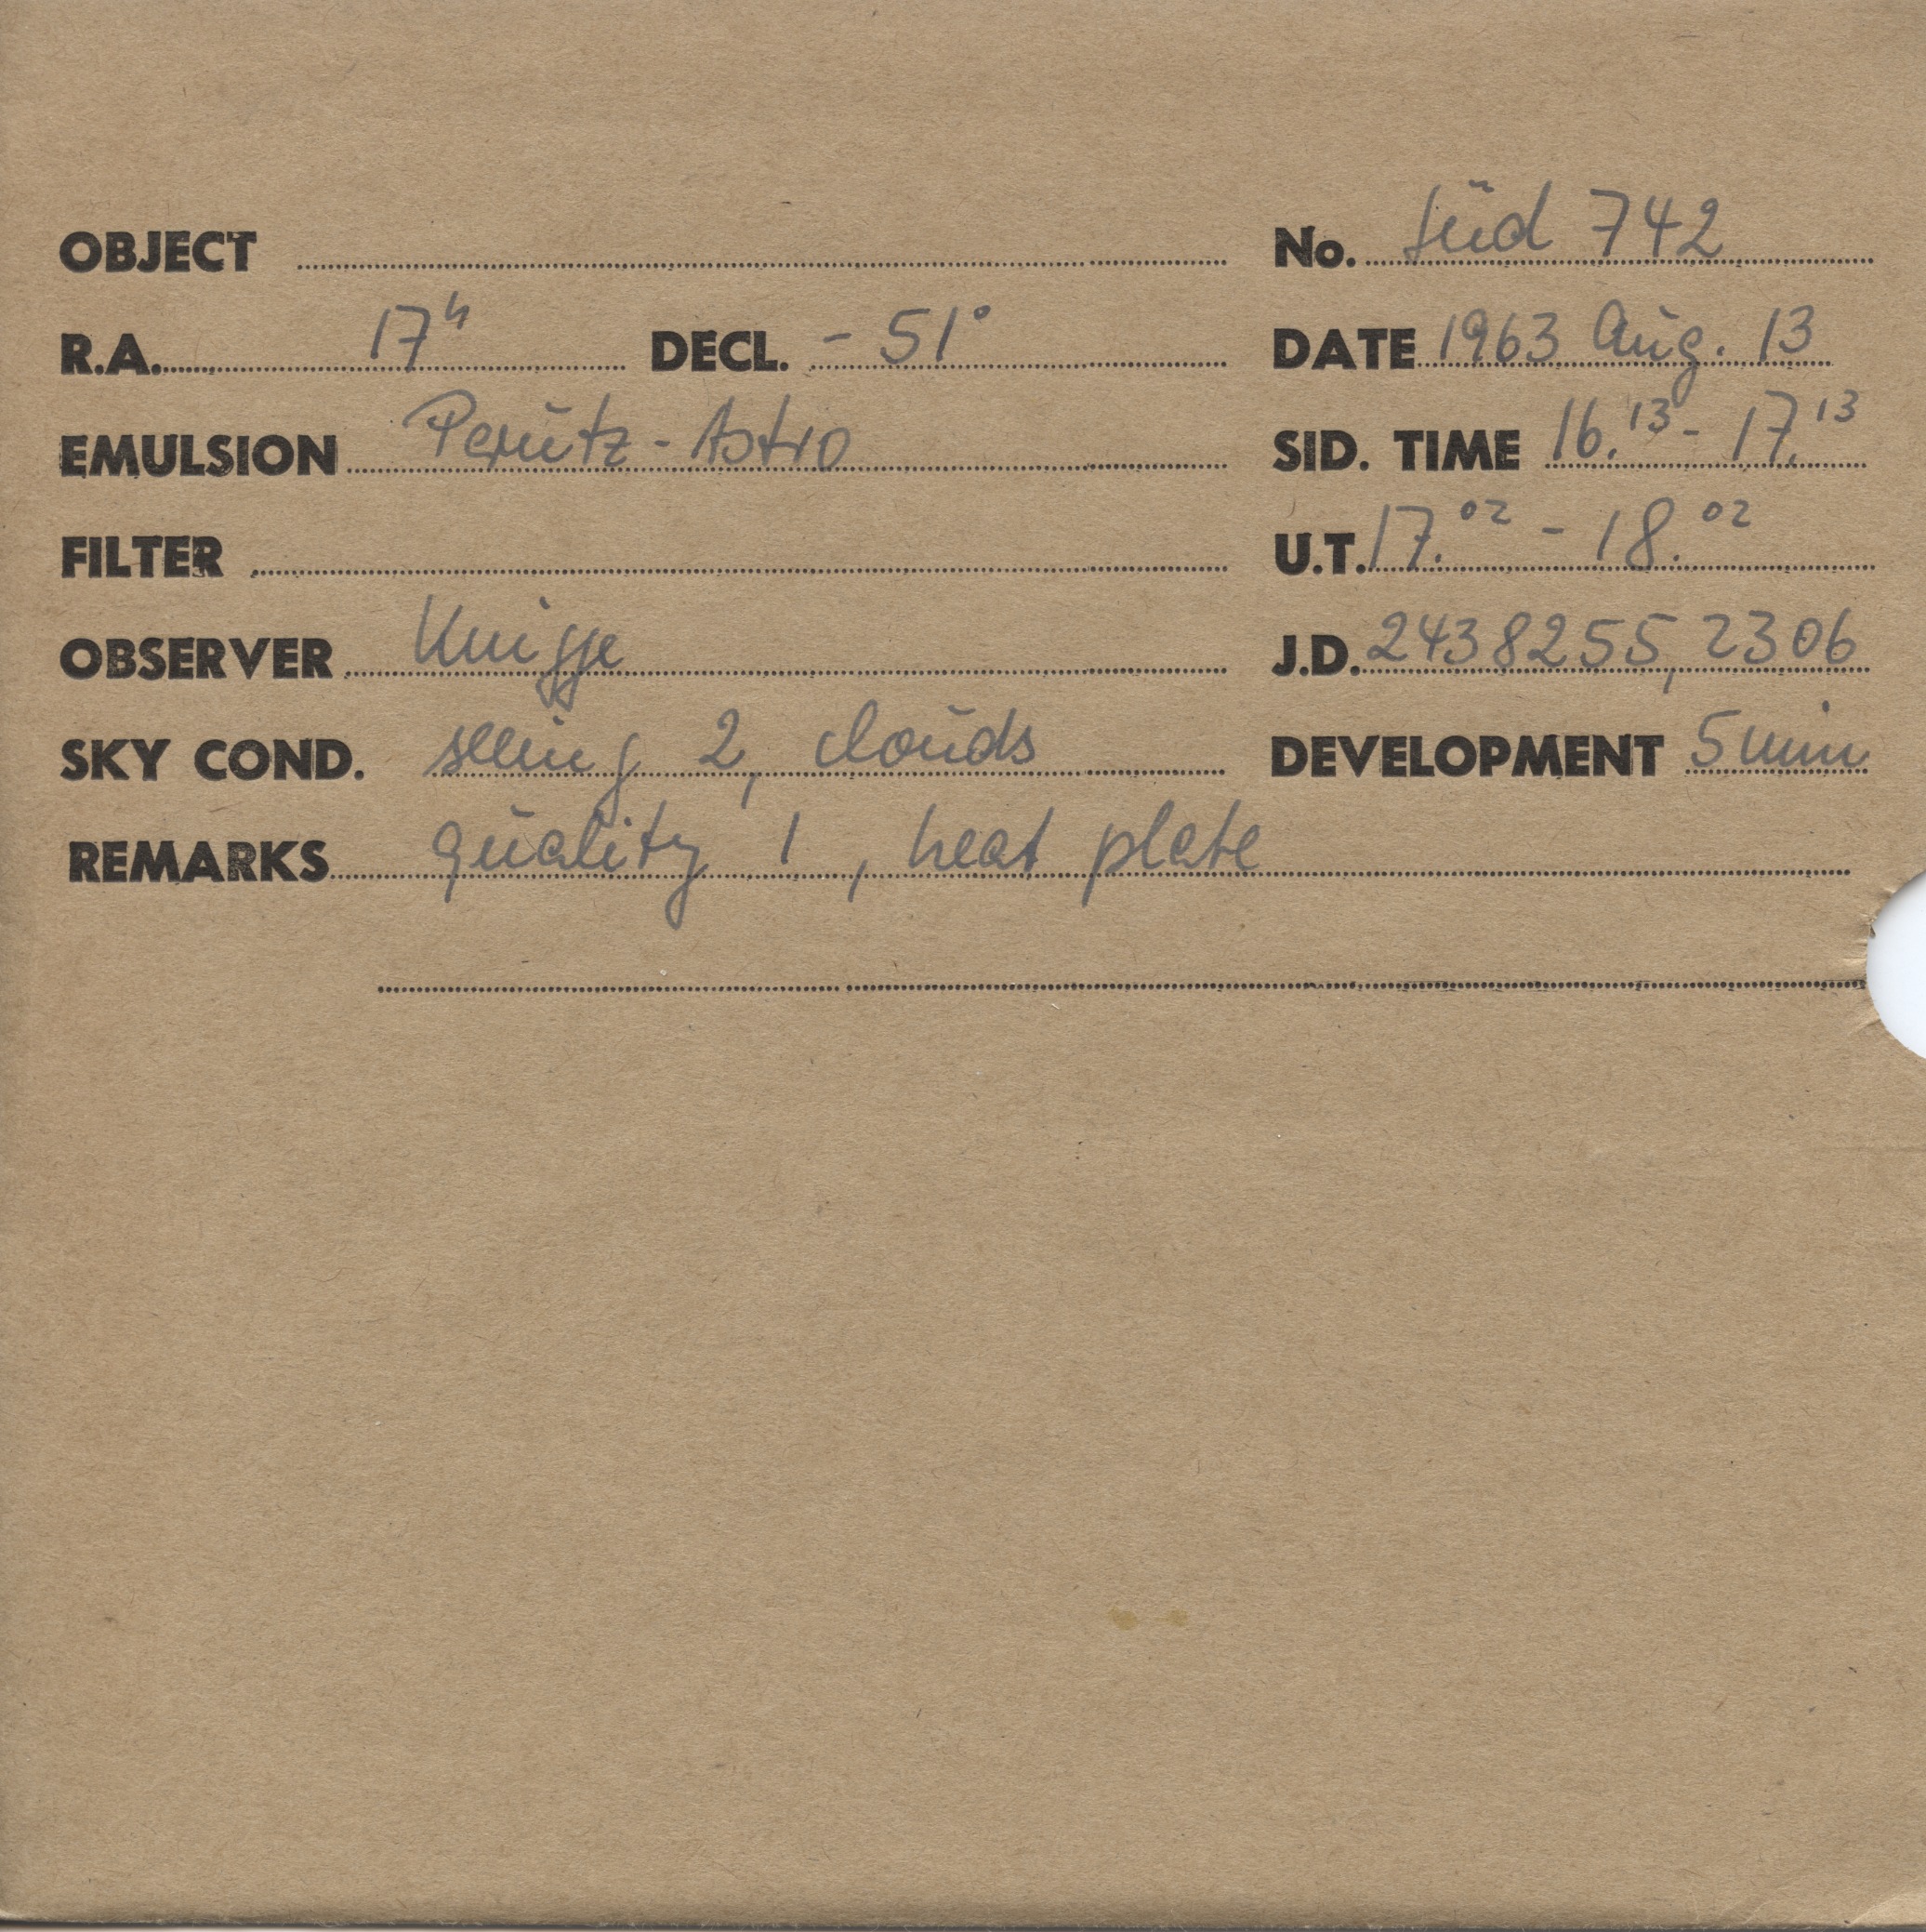 OBJECT No. Süd 742
R.A. 17h DECL. - 51° DATE 1963 Aug. 13
EMULSION Perutz - Astro SID. TIME 16.13 - 17.13
FILTER U.T. 17.02 - 18.02
OBSERVER Knigge J.D. 2438255,2306
SKY COND. seeing 2, clouds DEVELOPMENT 5 min
REMARKS quality 1, heat plate